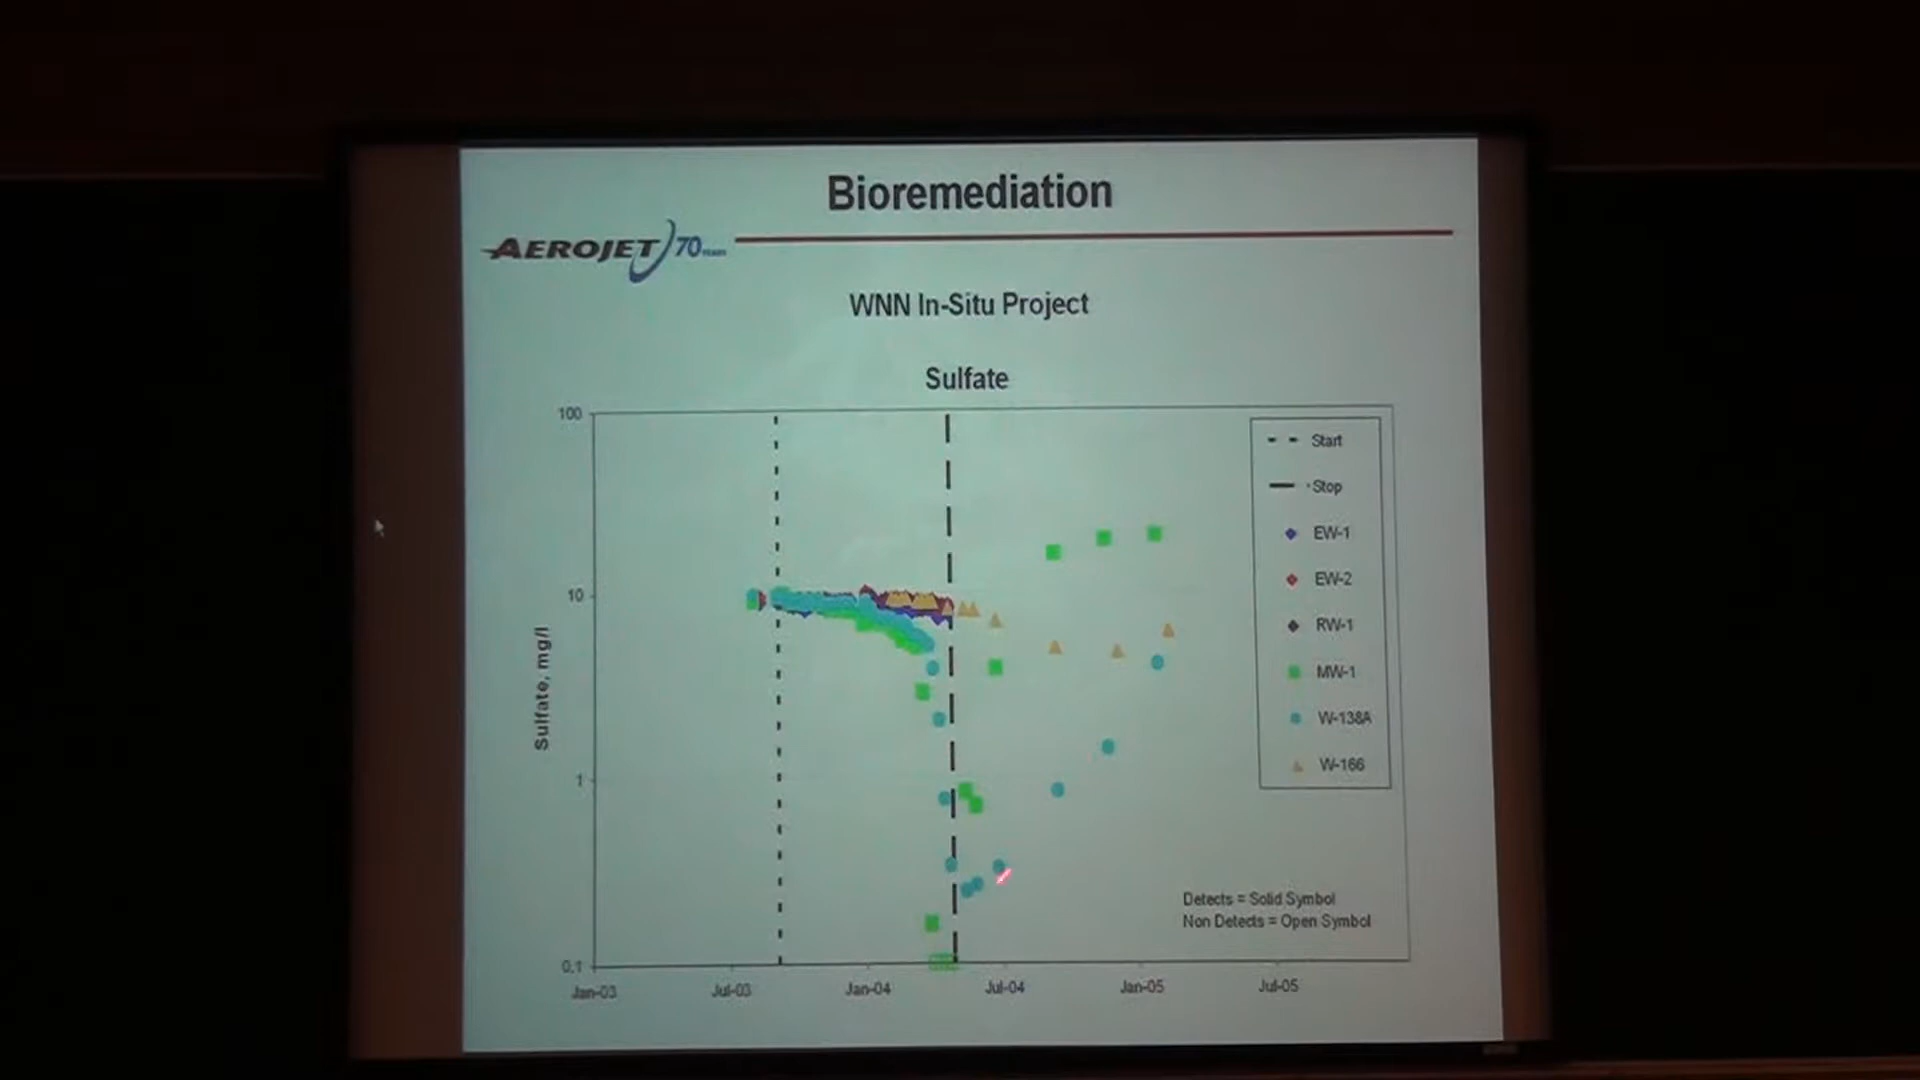 Bioremediation
AEROJET 70
WNN In-Situ Project
Sulfate
100
10
1
0.1
Sulfate, mg/l
Jan-03
Jul-03
Jan-04
Jul-04
Jan-05
Jul-05
Start
Stop
EW-1
EW-2
RW-1
MW-1
W-138A
W-166
Detects = Solid Symbol
Non Detects = Open Symbol